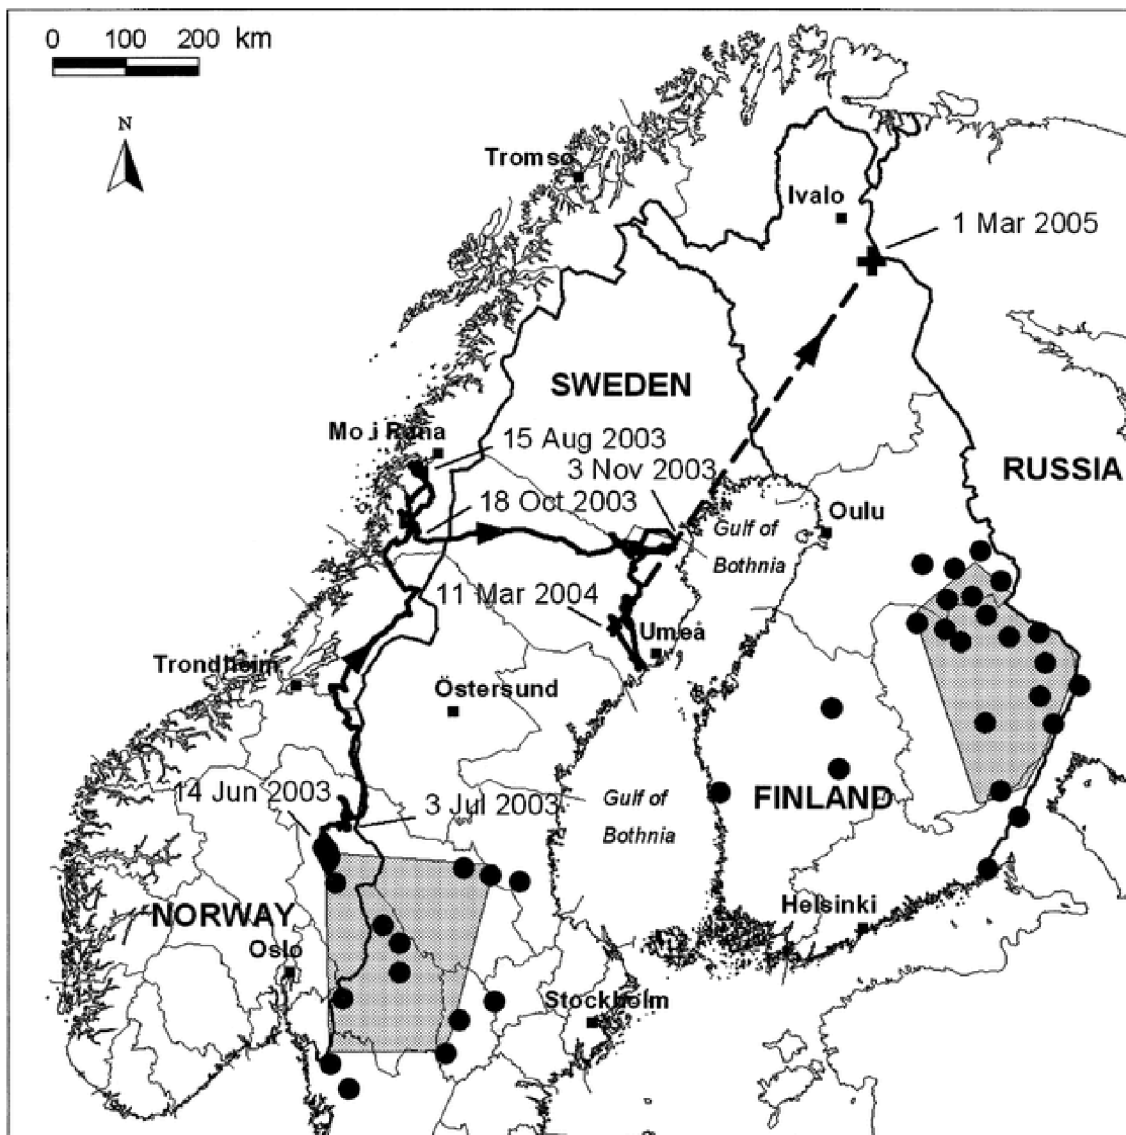 0 100 200 km
N
Tromsø
Ivalo
1 Mar 2005
SWEDEN
Mo i Rana
15 Aug 2003
3 Nov 2003
RUSSIA
18 Oct 2003
Oulu
Gulf of
Bothnia
11 Mar 2004
Umeå
Trondheim
Östersund
14 Jun 2003
3 Jul 2003
Gulf of
Bothnia
FINLAND
NORWAY
Helsinki
Oslo
Stockholm